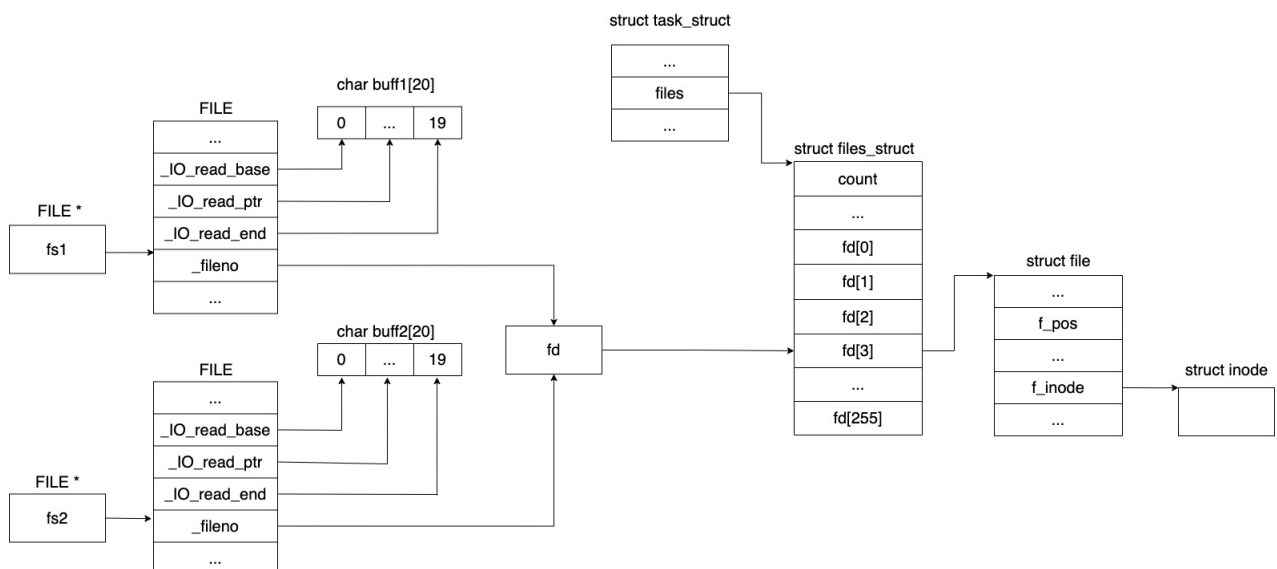 struct task_struct
...
files
...
char buff1[20]
0 ... 19
FILE
...
_IO_read_base
_IO_read_ptr
_IO_read_end
_fileno
...
FILE *
fs1
char buff2[20]
0 ... 19
FILE
...
_IO_read_base
_IO_read_ptr
_IO_read_end
_fileno
...
FILE *
fs2
fd
struct files_struct
count
...
fd[0]
fd[1]
fd[2]
fd[3]
...
fd[255]
struct file
...
f_pos
...
f_inode
...
struct inode